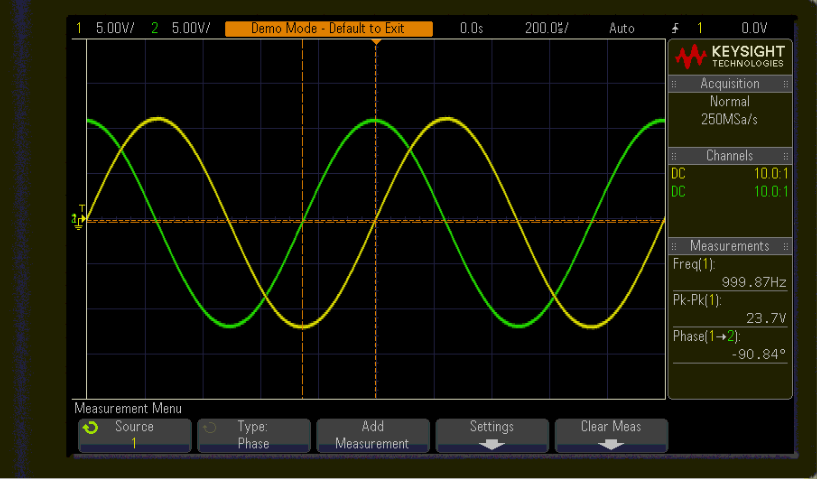 1 5.00V/ 2 5.00V/ Demo Mode - Default to Exit 0.0s 200.0µs/ Auto 1 0.0V
KEYSIGHT
TECHNOLOGIES
Acquisition
Normal
250MSa/s
Channels
DC 10.0:1
DC 10.0:1
T
Measurements
Freq(1):
999.87Hz
Pk-Pk(1):
23.7V
Phase(1→2):
-90.84°
Measurement Menu
Source
1
Type:
Phase
Add
Measurement
Settings
Clear Meas